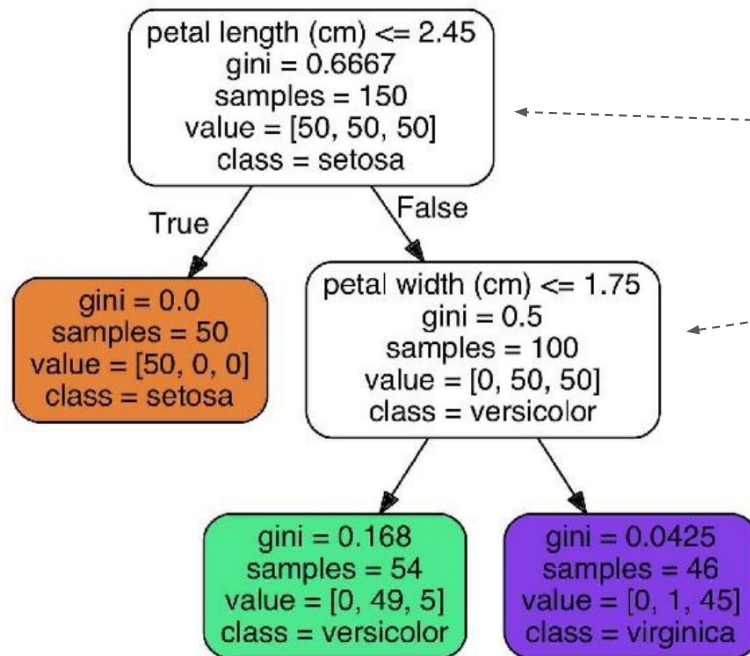 petal length (cm) <= 2.45
gini = 0.6667
samples = 150
value = [50, 50, 50]
class = setosa
True
False
gini = 0.0
samples = 50
value = [50, 0, 0]
class = setosa
petal width (cm) <= 1.75
gini = 0.5
samples = 100
value = [0, 50, 50]
class = versicolor
gini = 0.168
samples = 54
value = [0, 49, 5]
class = versicolor
gini = 0.0425
samples = 46
value = [0, 1, 45]
class = virginica